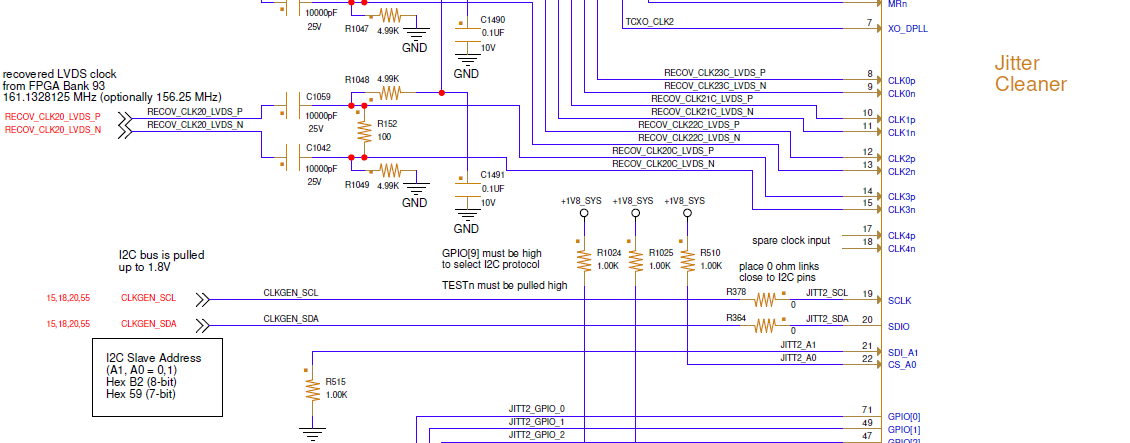 MRn
10000pF
25V
R1047
4.99K
GND
C1490
0.1UF
10V
GND
TCXO_CLK2
7
XO_DPLL
Jitter
Cleaner
recovered LVDS clock
from FPGA Bank 93
161.1328125 MHz (optionally 156.25 MHz)
RECOV_CLK20_LVDS_P
RECOV_CLK20_LVDS_P
RECOV_CLK20_LVDS_N
RECOV_CLK20_LVDS_N
C1059
10000pF
25V
C1042
10000pF
25V
R1048
4.99K
R152
100
R1049
4.99K
GND
C1491
0.1UF
10V
GND
RECOV_CLK23C_LVDS_P
8
CLK0p
RECOV_CLK23C_LVDS_N
9
CLK0n
RECOV_CLK21C_LVDS_P
10
CLK1p
RECOV_CLK21C_LVDS_N
11
CLK1n
RECOV_CLK22C_LVDS_P
12
CLK2p
RECOV_CLK22C_LVDS_N
13
CLK2n
RECOV_CLK20C_LVDS_P
14
CLK3p
RECOV_CLK20C_LVDS_N
15
CLK3n
17
CLK4p
spare clock input
18
CLK4n
+1V8_SYS
+1V8_SYS
+1V8_SYS
R1024
1.00K
R1025
1.00K
R510
1.00K
GPIO[9] must be high
to select I2C protocol
TESTn must be pulled high
place 0 ohm links
close to I2C pins
I2C bus is pulled
up to 1.8V
15,18,20,55
CLKGEN_SCL
CLKGEN_SCL
R378
0
JITT2_SCL
19
SCLK
15,18,20,55
CLKGEN_SDA
CLKGEN_SDA
R364
0
JITT2_SDA
20
SDIO
JITT2_A1
21
SDI_A1
JITT2_A0
22
CS_A0
I2C Slave Address
(A1, A0 = 0,1)
Hex B2 (8-bit)
Hex 59 (7-bit)
R515
1.00K
JITT2_GPIO_0
71
GPIO[0]
JITT2_GPIO_1
49
GPIO[1]
JITT2_GPIO_2
47
GPIO[2]